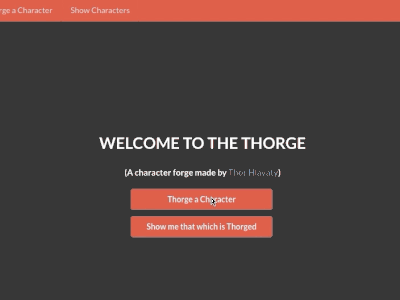 rge a Character Show Characters
WELCOME TO THE THORGE
(A character forge made by Thor Hlavaty)
Thorge a Character
Show me that which is Thorged